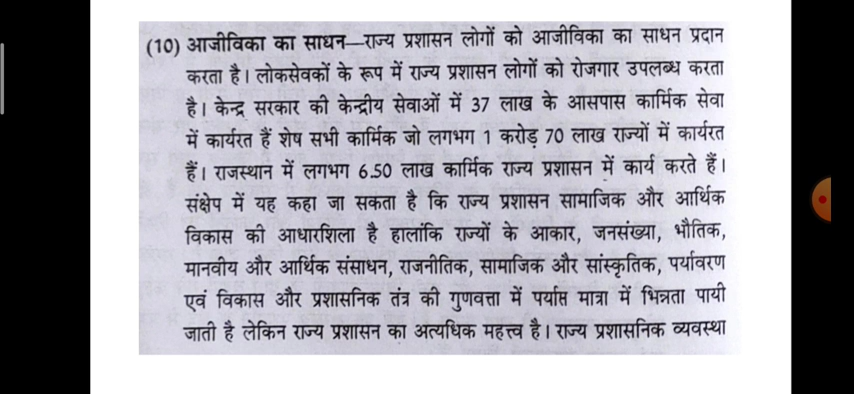 (10) आजीविका का साधन—राज्य प्रशासन लोगों को आजीविका का साधन प्रदान
करता है। लोकसेवकों के रूप में राज्य प्रशासन लोगों को रोजगार उपलब्ध करता
है। केन्द्र सरकार की केन्द्रीय सेवाओं में 37 लाख के आसपास कार्मिक सेवा
में कार्यरत हैं शेष सभी कार्मिक जो लगभग 1 करोड़ 70 लाख राज्यों में कार्यरत
हैं। राजस्थान में लगभग 6.50 लाख कार्मिक राज्य प्रशासन में कार्य करते हैं।
संक्षेप में यह कहा जा सकता है कि राज्य प्रशासन सामाजिक और आर्थिक
विकास की आधारशिला है हालांकि राज्यों के आकार, जनसंख्या, भौतिक,
मानवीय और आर्थिक संसाधन, राजनीतिक, सामाजिक और सांस्कृतिक, पर्यावरण
एवं विकास और प्रशासनिक तंत्र की गुणवत्ता में पर्याप्त मात्रा में भिन्नता पायी
जाती है लेकिन राज्य प्रशासन का अत्यधिक महत्त्व है। राज्य प्रशासनिक व्यवस्था